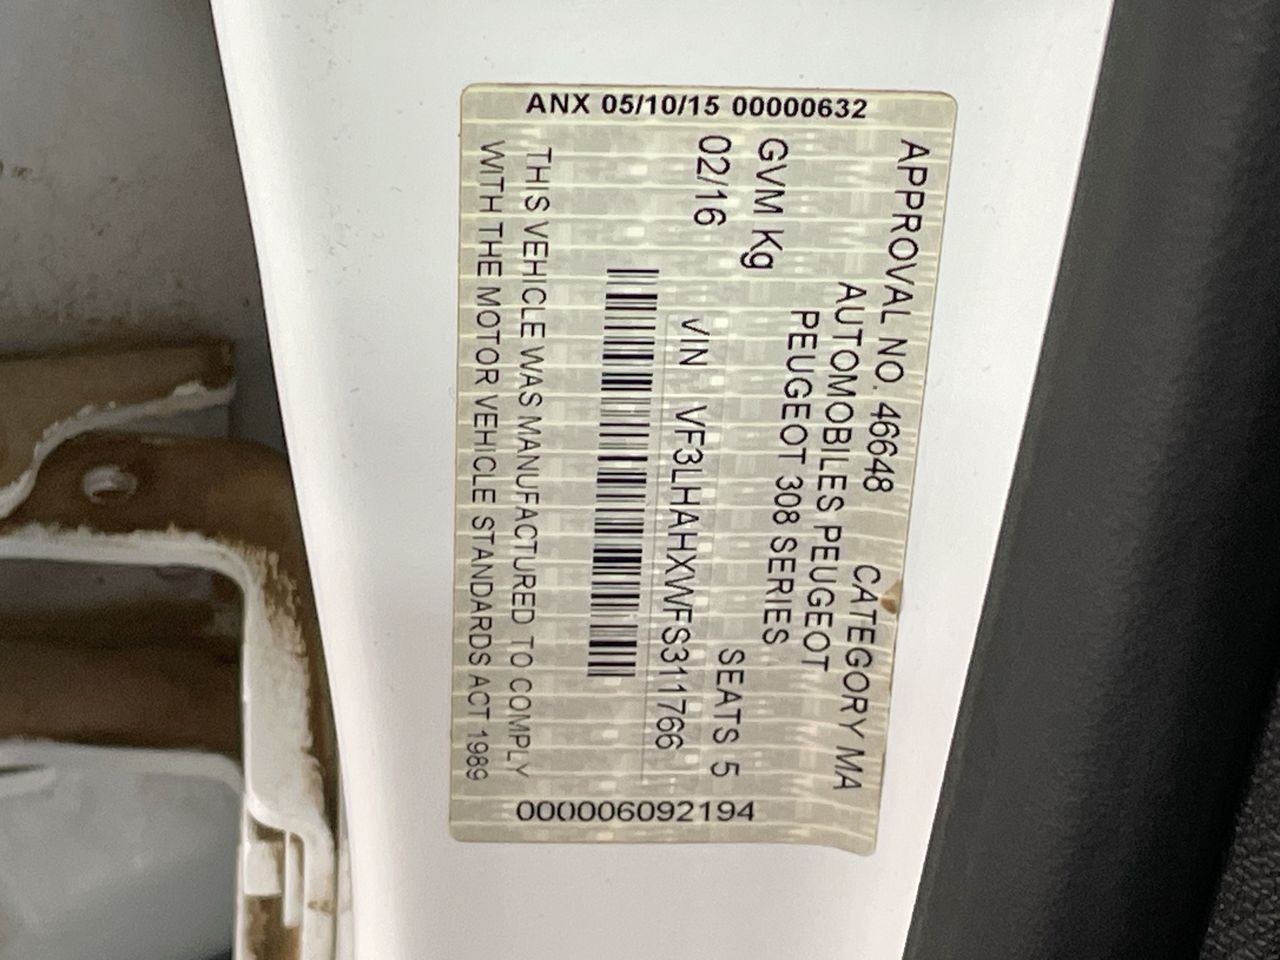 ANX 05/10/15 00000632
APPROVAL NO. 46648 CATEGORY MA
AUTOMOBILES PEUGEOT
PEUGEOT 308 SERIES
GVM Kg
02/16 SEATS 5
VIN VF3LHAHXWFS311766
THIS VEHICLE WAS MANUFACTURED TO COMPLY
WITH THE MOTOR VEHICLE STANDARDS ACT 1989
000006092194